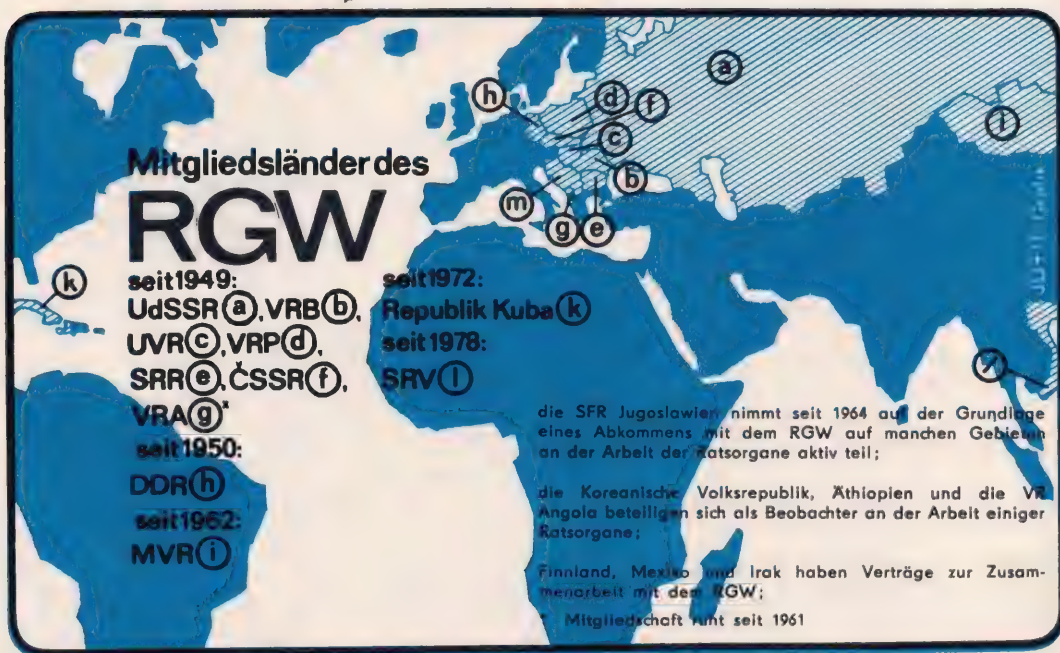 Mitgliedsländer des
RGW
seit 1949:
UdSSR ⓐ, VRB ⓑ,
UVR ⓒ, VRP ⓓ,
SRR ⓔ, ČSSR ⓕ,
VRA ⓖ*
seit 1950:
DDR ⓗ
seit 1962:
MVR ⓘ
seit 1972:
Republik Kuba ⓚ
seit 1978:
SRV ⓛ
die SFR Jugoslawien nimmt seit 1964 auf der Grundlage
eines Abkommens mit dem RGW auf manchen Gebieten
an der Arbeit der Ratsorgane aktiv teil;
die Koreanische Volksrepublik, Äthiopien und die VR
Angola beteiligen sich als Beobachter an der Arbeit einiger
Ratsorgane;
Finnland, Mexiko und Irak haben Verträge zur Zusam-
menarbeit mit dem RGW;
* Mitgliedschaft ruht seit 1961
ⓐ
ⓗ
ⓓ
ⓕ
ⓒ
ⓑ
ⓜ
ⓖ
ⓔ
ⓚ